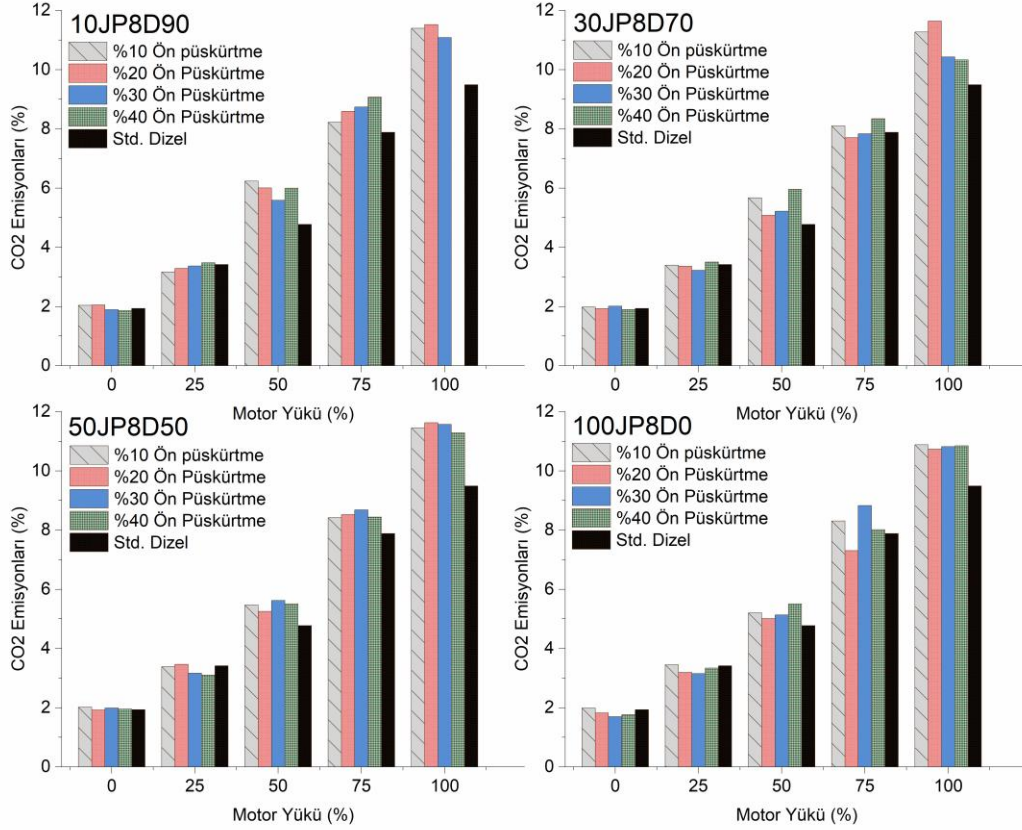 10JP8D90
%10 Ön püskürtme
%20 Ön Püskürtme
%30 Ön Püskürtme
%40 Ön Püskürtme
Std. Dizel
CO2 Emisyonları (%)
12
10
8
6
4
2
0
0 25 50 75 100
Motor Yükü (%)
30JP8D70
%10 Ön püskürtme
%20 Ön Püskürtme
%30 Ön Püskürtme
%40 Ön Püskürtme
Std. Dizel
CO2 Emisyonları (%)
12
10
8
6
4
2
0
0 25 50 75 100
Motor Yükü (%)
50JP8D50
%10 Ön püskürtme
%20 Ön Püskürtme
%30 Ön Püskürtme
%40 Ön Püskürtme
Std. Dizel
CO2 Emisyonları (%)
12
10
8
6
4
2
0
0 25 50 75 100
Motor Yükü (%)
100JP8D0
%10 Ön püskürtme
%20 Ön Püskürtme
%30 Ön Püskürtme
%40 Ön Püskürtme
Std. Dizel
CO2 Emisyonları (%)
12
10
8
6
4
2
0
0 25 50 75 100
Motor Yükü (%)